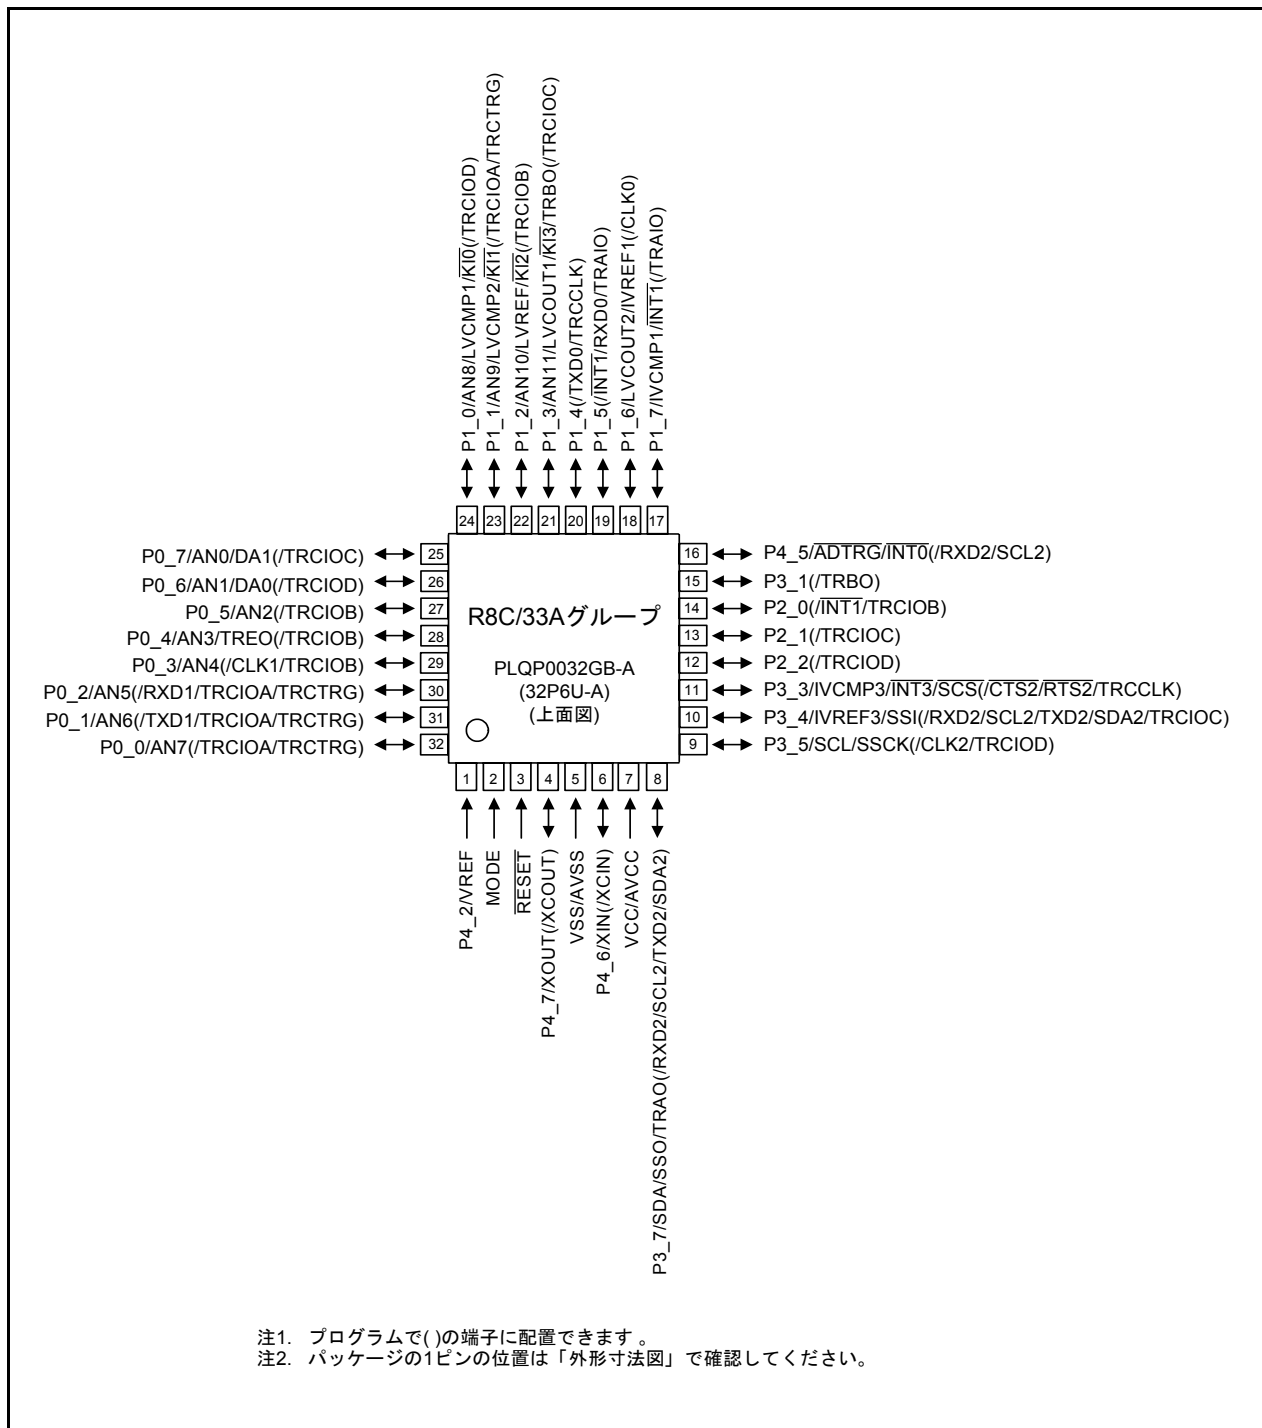 P1_0/AN8/LVCMP1/KI0(/TRCIOD)
P1_1/AN9/LVCMP2/KI1(/TRCIOA/TRCTRG)
P1_2/AN10/LVREF/KI2(/TRCIOB)
P1_3/AN11/LVCOUT1/KI3/TRBO(/TRCIOC)
P1_4(/TXD0/TRCCLK)
P1_5(/INT1/RXD0/TRAIO)
P1_6/LVCOUT2/IVREF1(/CLK0)
P1_7/IVCMP1/INT1(/TRAIO)
24 23 22 21 20 19 18 17
P0_7/AN0/DA1(/TRCIOC) 25
P0_6/AN1/DA0(/TRCIOD) 26
P0_5/AN2(/TRCIOB) 27
P0_4/AN3/TREO(/TRCIOB) 28
P0_3/AN4(/CLK1/TRCIOB) 29
P0_2/AN5(/RXD1/TRCIOA/TRCTRG) 30
P0_1/AN6(/TXD1/TRCIOA/TRCTRG) 31
P0_0/AN7(/TRCIOA/TRCTRG) 32
R8C/33Aグループ
PLQP0032GB-A
(32P6U-A)
(上面図)
16 P4_5/ADTRG/INT0(/RXD2/SCL2)
15 P3_1(/TRBO)
14 P2_0(/INT1/TRCIOB)
13 P2_1(/TRCIOC)
12 P2_2(/TRCIOD)
11 P3_3/IVCMP3/INT3/SCS(/CTS2/RTS2/TRCCLK)
10 P3_4/IVREF3/SSI(/RXD2/SCL2/TXD2/SDA2/TRCIOC)
9 P3_5/SCL/SSCK(/CLK2/TRCIOD)
1 2 3 4 5 6 7 8
P4_2/VREF
MODE
RESET
P4_7/XOUT(/XCOUT)
VSS/AVSS
P4_6/XIN(/XCIN)
VCC/AVCC
P3_7/SDA/SSO/TRAO(/RXD2/SCL2/TXD2/SDA2)
注1. プログラムで( )の端子に配置できます。
注2. パッケージの1ピンの位置は「外形寸法図」で確認してください。